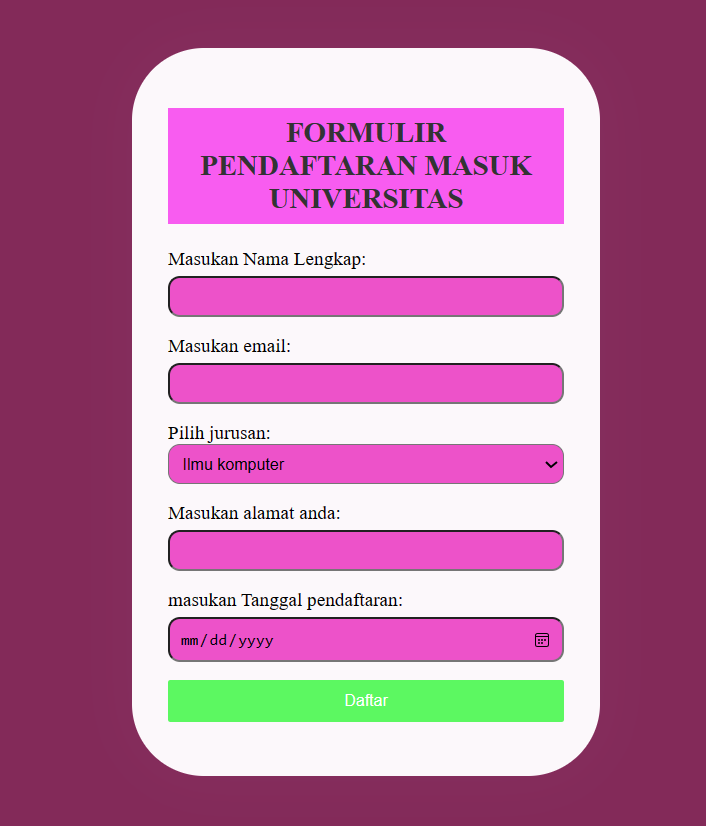 FORMULIR
PENDAFTARAN MASUK
UNIVERSITAS
Masukan Nama Lengkap:
Masukan email:
Pilih jurusan:
Ilmu komputer
Masukan alamat anda:
masukan Tanggal pendaftaran:
mm/dd/yyyy
Daftar